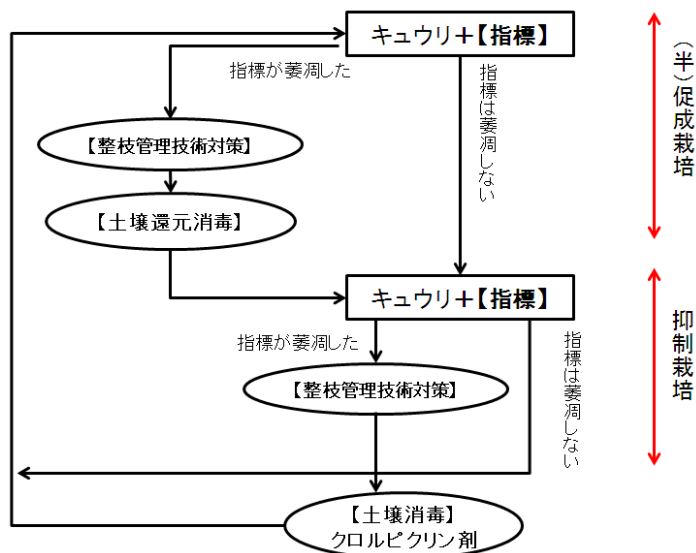 キュウリ＋【指標】
指標が萎凋した
指標は萎凋しない
(半)促成栽培
【整枝管理技術対策】
【土壌還元消毒】
キュウリ＋【指標】
指標が萎凋した
指標は萎凋しない
抑制栽培
【整枝管理技術対策】
【土壌消毒】
クロルピクリン剤